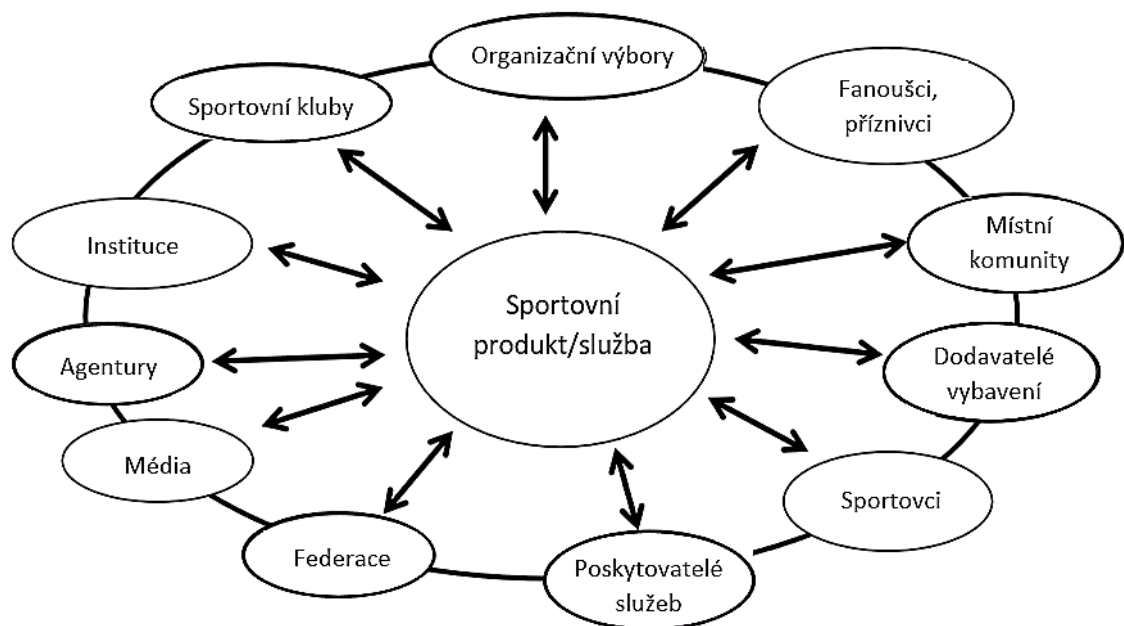 Organizační výbory
Fanoušci,
příznivci
Sportovní kluby
Místní
komunity
Instituce
Sportovní
produkt/služba
Agentury
Dodavatelé
vybavení
Média
Sportovci
Federace
Poskytovatelé
služeb